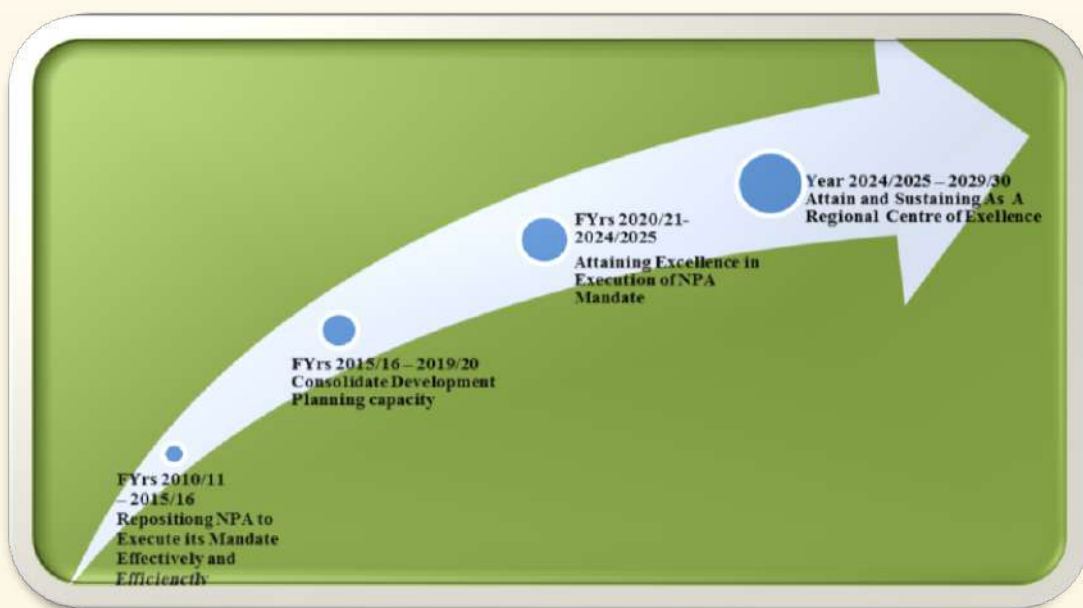 FYrs 2010/11
– 2015/16
Repositiong NPA to
Execute its Mandate
Effectively and
Efficienctly
FYrs 2015/16 – 2019/20
Consolidate Development
Planning capacity
FYrs 2020/21-
2024/2025
Attaining Excellence in
Execution of NPA
Mandate
Year 2024/2025 – 2029/30
Attain and Sustaining As A
Regional Centre of Exellence